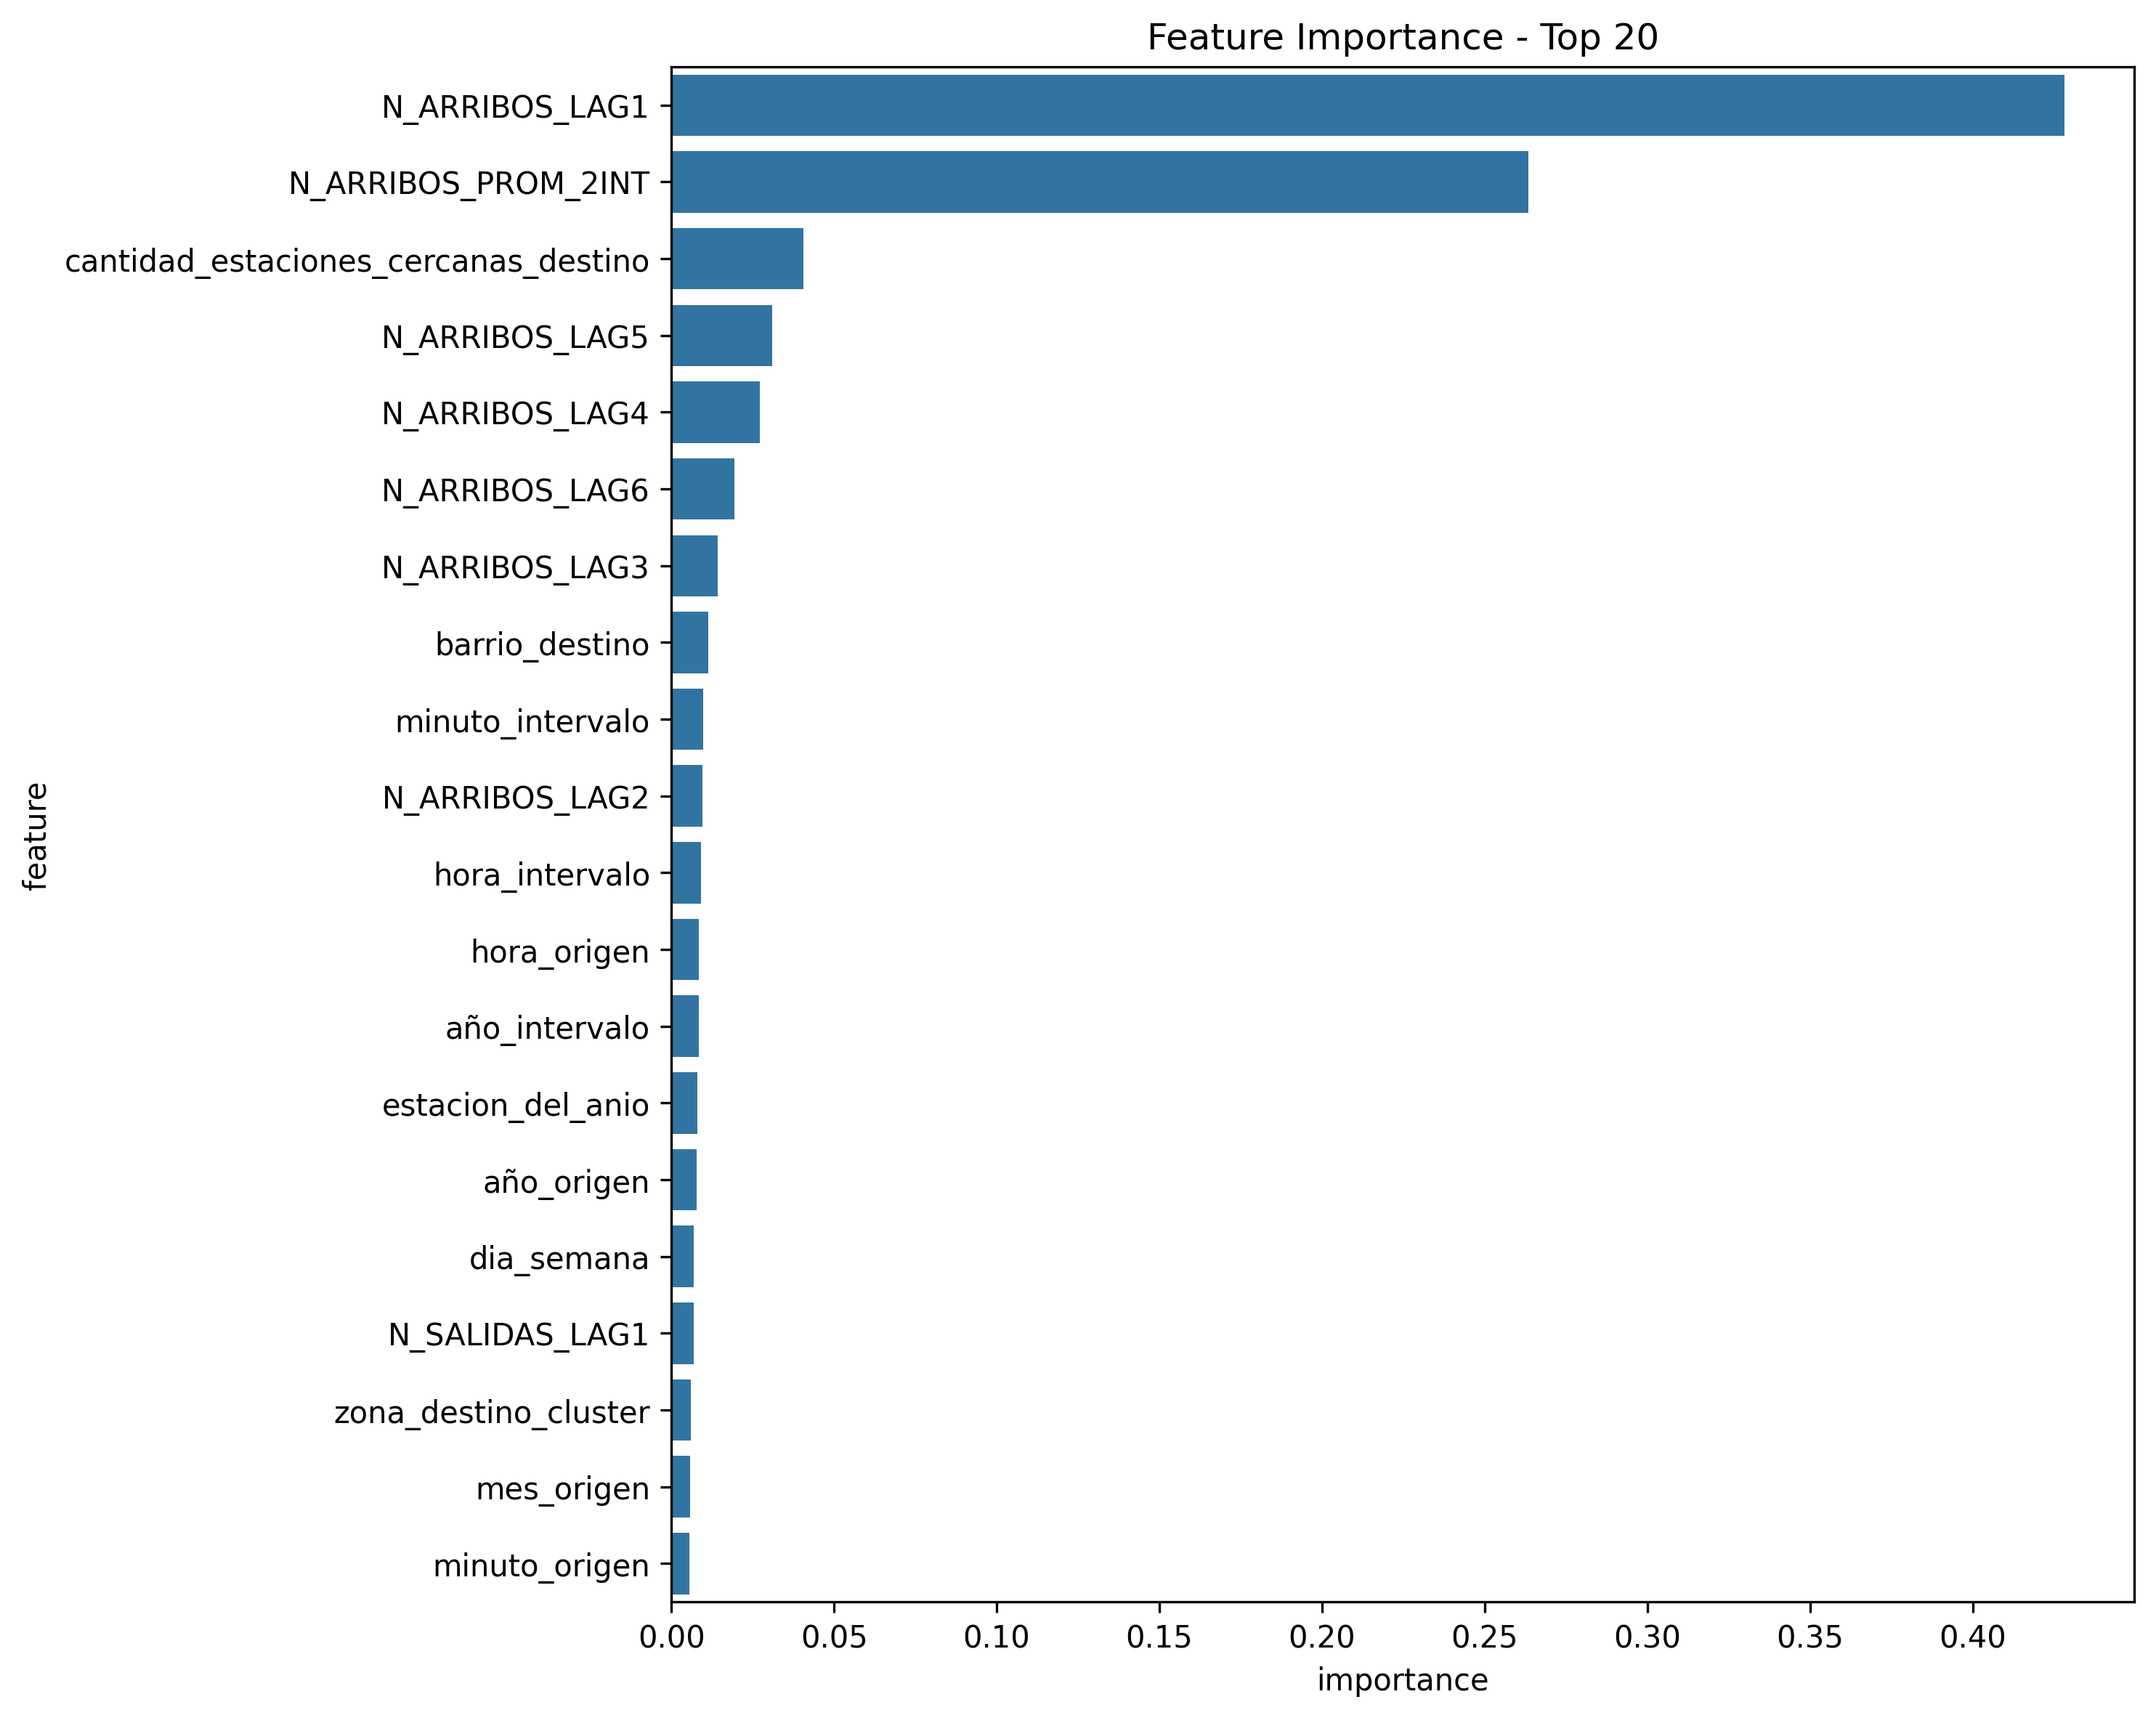 Feature Importance - Top 20
N_ARRIBOS_LAG1
N_ARRIBOS_PROM_2INT
cantidad_estaciones_cercanas_destino
N_ARRIBOS_LAG5
N_ARRIBOS_LAG4
N_ARRIBOS_LAG6
N_ARRIBOS_LAG3
barrio_destino
minuto_intervalo
N_ARRIBOS_LAG2
hora_intervalo
hora_origen
año_intervalo
estacion_del_anio
año_origen
dia_semana
N_SALIDAS_LAG1
zona_destino_cluster
mes_origen
minuto_origen
feature
0.00 0.05 0.10 0.15 0.20 0.25 0.30 0.35 0.40
importance